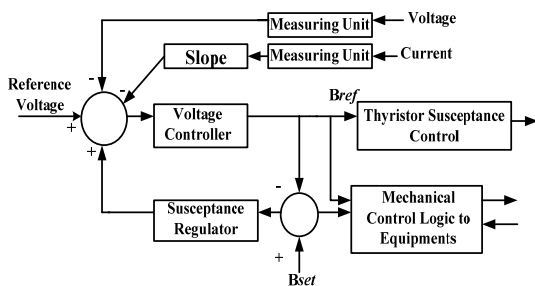 Measuring Unit
Voltage
Slope
Measuring Unit
Current
Reference
Voltage
-
-
+
+
Voltage
Controller
Bref
Thyristor Susceptance
Control
-
+
Susceptance
Regulator
Mechanical
Control Logic to
Equipments
Bset